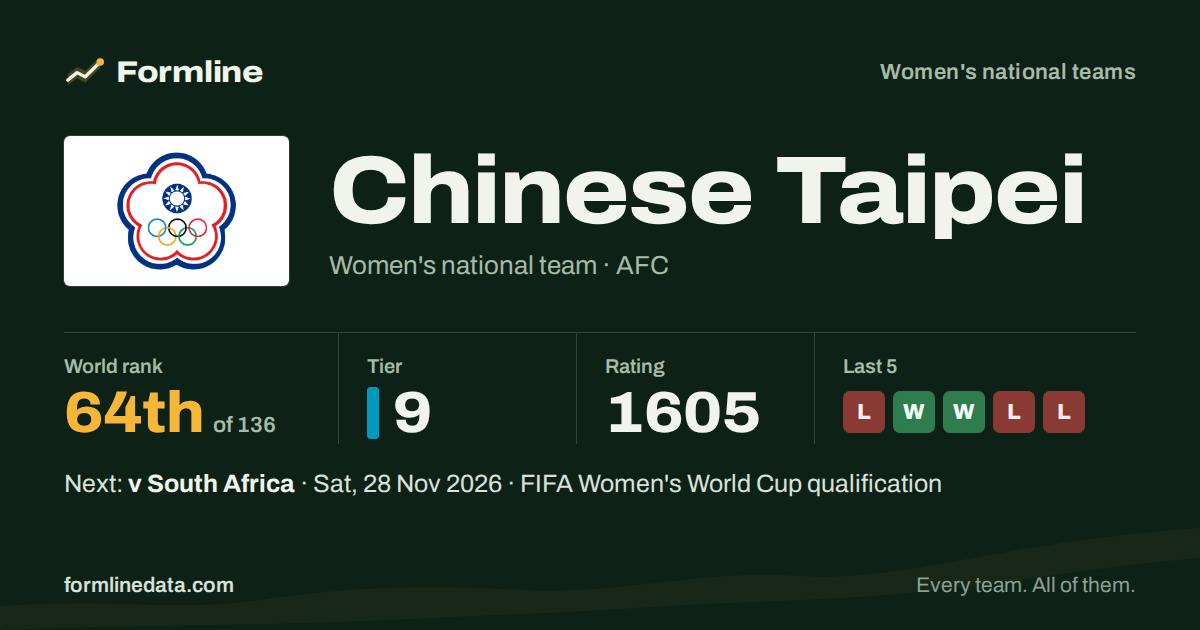 Formline
Women's national teams
Chinese Taipei
Women's national team · AFC
World rank
64th of 136
Tier
9
Rating
1605
Last 5
L W W L L
Next: v South Africa · Sat, 28 Nov 2026 · FIFA Women's World Cup qualification
formlinedata.com
Every team. All of them.